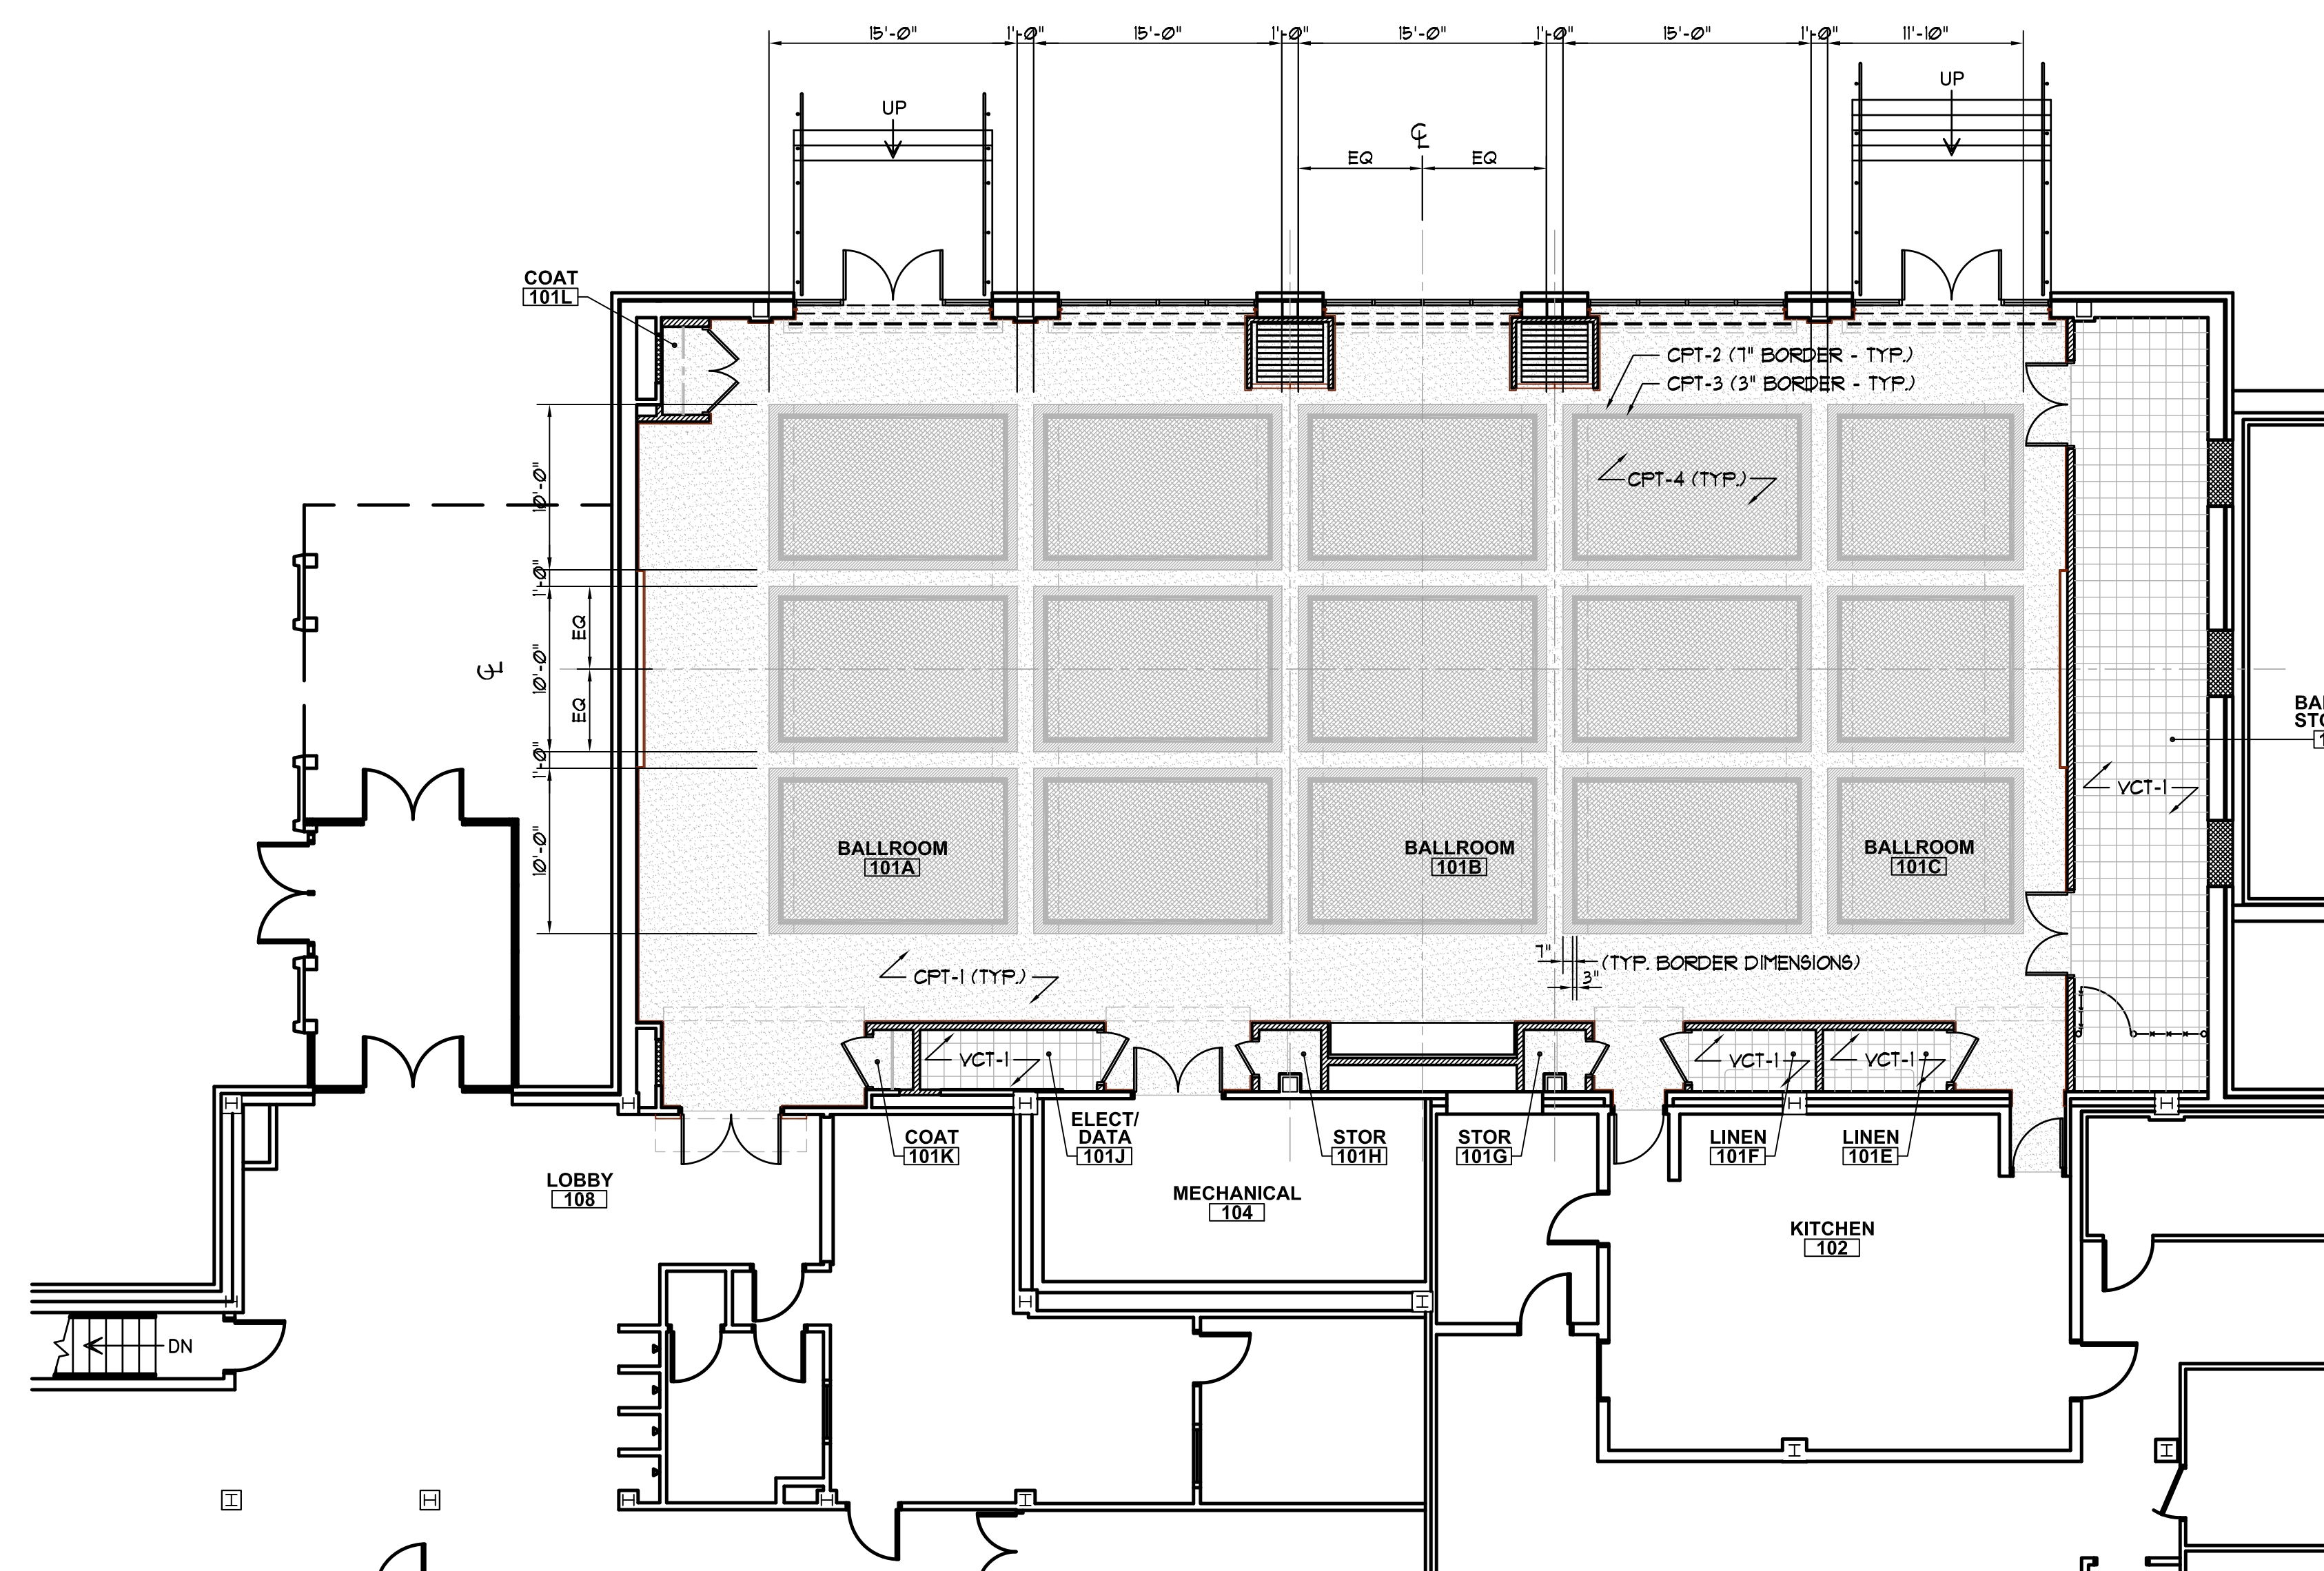 15'-0" 1'-0" 15'-0" 1'-0" 15'-0" 1'-0" 15'-0" 1'-0" 11'-10"
UP
UP
℄
EQ EQ
COAT
101L
CPT-2 (7" BORDER - TYP.)
CPT-3 (3" BORDER - TYP.)
CPT-4 (TYP.)
10'-0"
1'-0"
EQ
10'-0"
℄
EQ
1'-0"
10'-0"
VCT-1
BALLROOM
101A
BALLROOM
101B
BALLROOM
101C
7"
(TYP. BORDER DIMENSIONS)
3"
CPT-1 (TYP.)
VCT-1
VCT-1
VCT-1
COAT
101K
ELECT/
DATA
101J
STOR
101H
STOR
101G
LINEN
101F
LINEN
101E
LOBBY
108
MECHANICAL
104
KITCHEN
102
DN